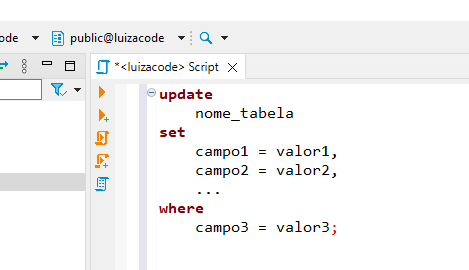 ode
public@luizacode
*<luizacode> Script
update
nome_tabela
set
campo1 = valor1,
campo2 = valor2,
...
where
campo3 = valor3;